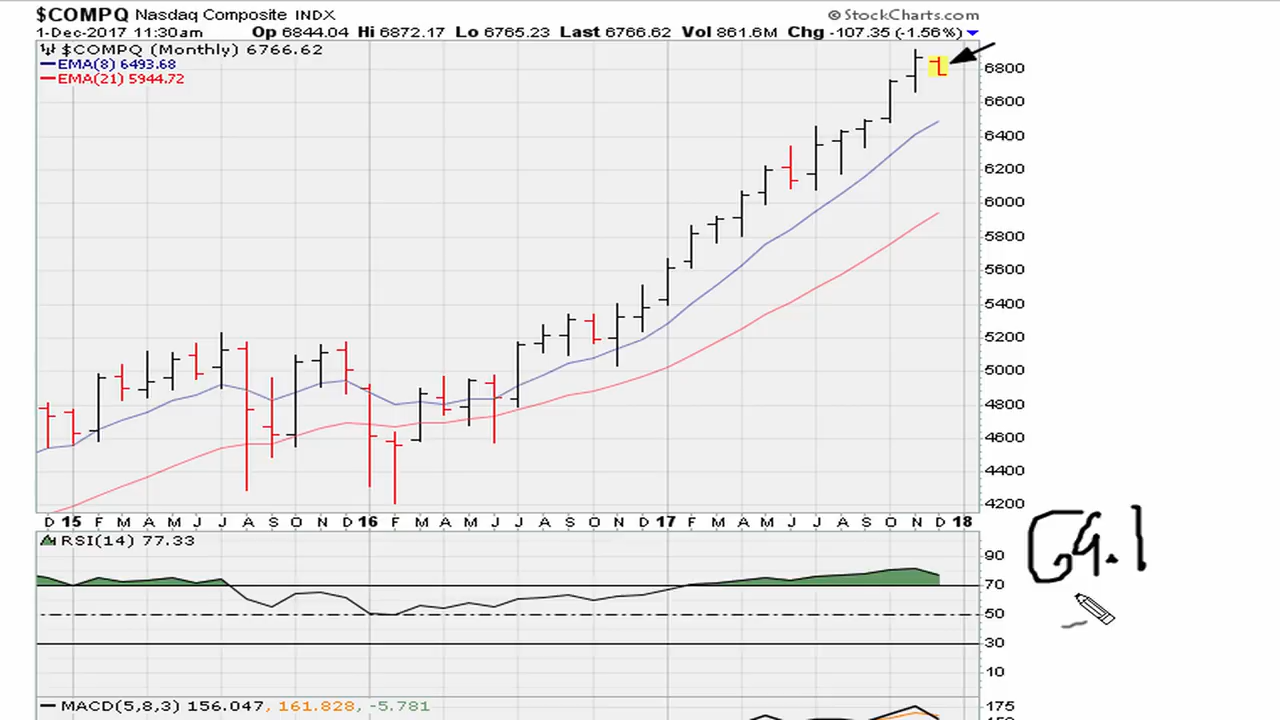 $COMPQ Nasdaq Composite INDX © StockCharts.com
1-Dec-2017 11:30am Op 6844.04 Hi 6872.17 Lo 6765.23 Last 6766.62 Vol 861.6M Chg -107.35 (-1.56%)
$COMPQ (Monthly) 6766.62
EMA(8) 6493.68
EMA(21) 5944.72
6800
6600
6400
6200
6000
5800
5600
5400
5200
5000
4800
4600
4400
4200
D 15 F M A M J J A S O N D 16 F M A M J J A S O N D 17 F M A M J J A S O N D 18
RSI(14) 77.33
90
70
50
30
10
64.1
MACD(5,8,3) 156.047, 161.828, -5.781
175